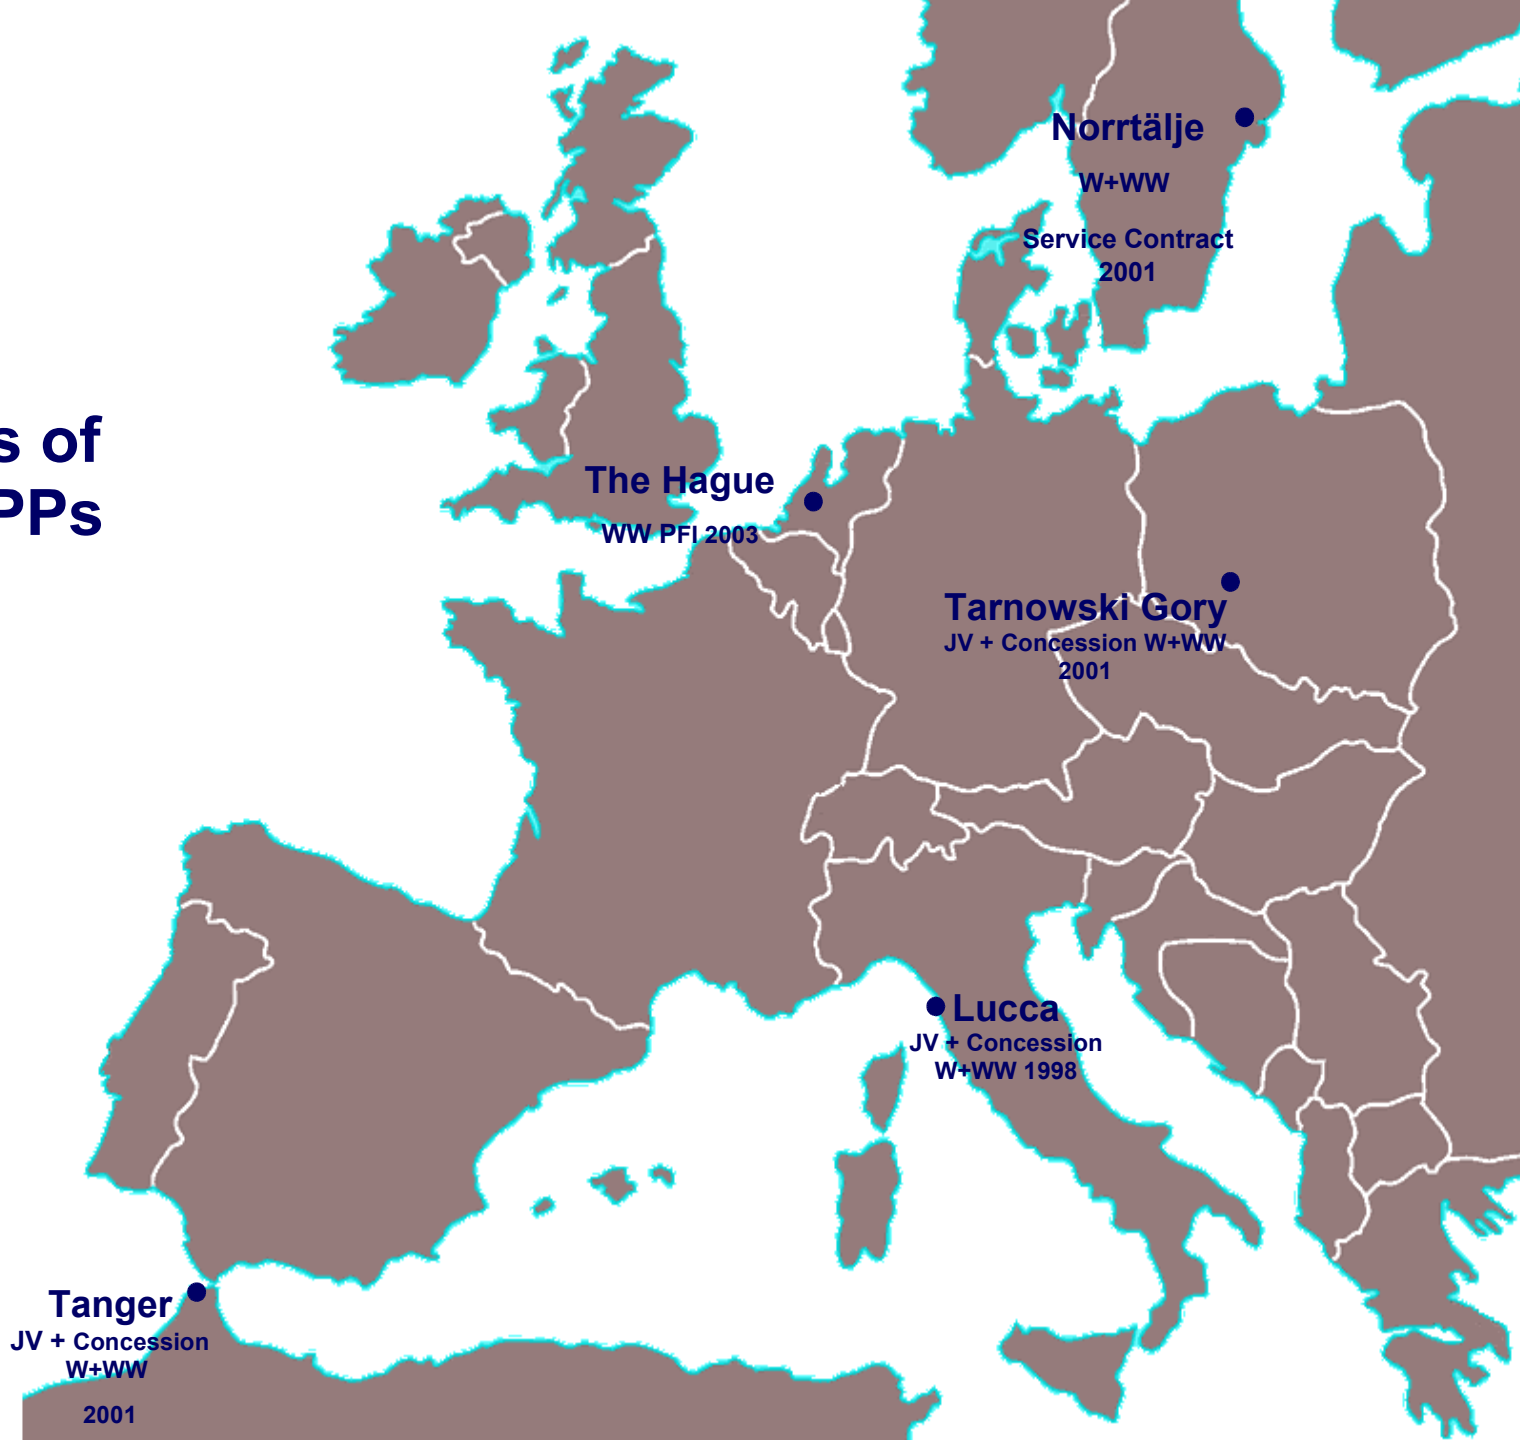 s of
PPs
Norrtälje
W+WW
Service Contract
2001
The Hague
WW PFI 2003
Tarnowski Gory
JV + Concession W+WW
2001
Lucca
JV + Concession
W+WW 1998
Tanger
JV + Concession
W+WW
2001